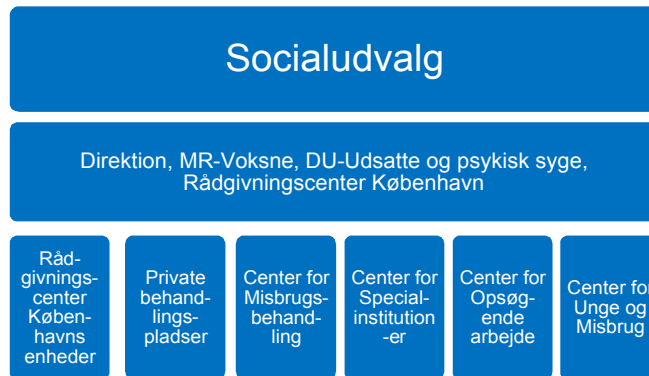 Socialudvalg
Direktion, MR-Voksne, DU-Udsatte og psykisk syge,
Rådgivningscenter København
Råd-
givnings-
center
Køben-
havns
enheder
Private
behand-
lings-
pladser
Center for
Misbrugs-
behand-
ling
Center for
Special-
institution
-er
Center for
Opsøg-
ende
arbejde
Center for
Unge og
Misbrug